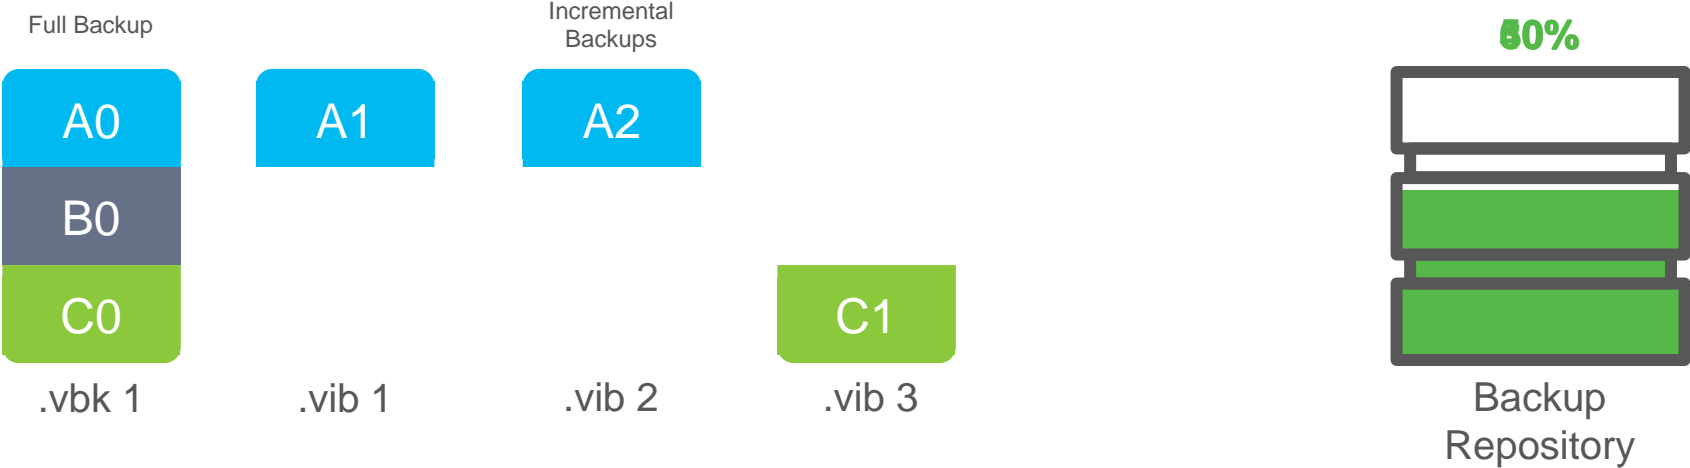 Full Backup
Incremental
Backups
A0
A1
A2
B0
C0
C1
.vbk 1
.vib 1
.vib 2
.vib 3
Backup
Repository